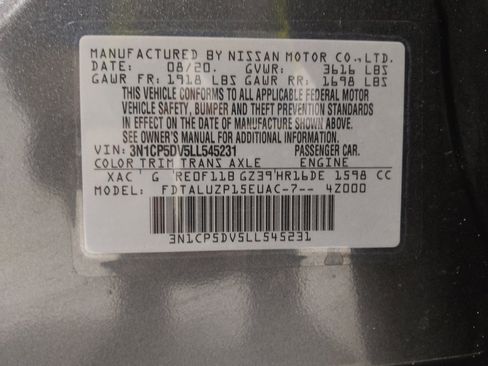 MANUFACTURED BY NISSAN MOTOR CO.,LTD.
DATE: 08/20. GVWR: 3616 LBS
GAWR FR: 1918 LBS GAWR RR: 1698 LBS
THIS VEHICLE CONFORMS TO ALL APPLICABLE FEDERAL MOTOR
VEHICLE SAFETY, BUMPER AND THEFT PREVENTION STANDARDS
IN EFFECT ON THE DATE OF MANUFACTURE SHOWN ABOVE.
SEE OWNER'S MANUAL FOR ADDITIONAL INFORMATION.
VIN: 3N1CP5DV5LL545231 PASSENGER CAR.
COLOR TRIM TRANS AXLE ENGINE
XAC G RE0F11B GZ39 HR16DE 1598 CC
MODEL: FDTALUZP15EUAC-7-- 4Z000
3N1CP5DV5LL545231